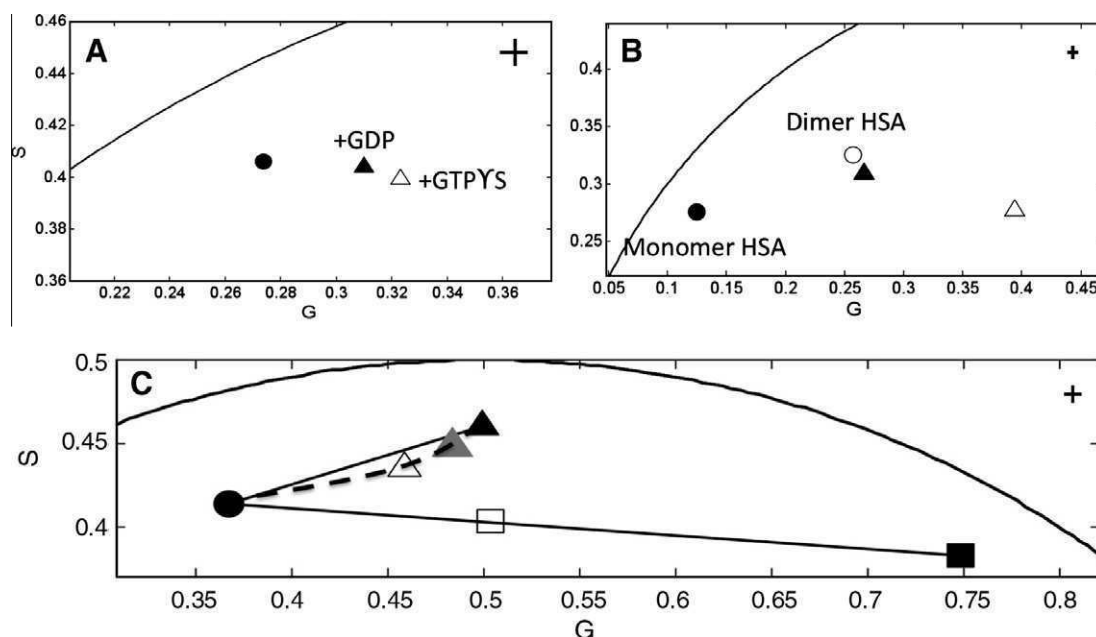 A
0.46
0.44
0.42
0.4
0.38
0.36
S
+GDP
+GTPϒS
0.22 0.24 0.26 0.28 0.3 0.32 0.34 0.36
G
B
0.4
0.35
0.3
0.25
Dimer HSA
Monomer HSA
0.05 0.1 0.15 0.2 0.25 0.3 0.35 0.4 0.45
G
C
0.5
0.45
0.4
S
0.35 0.4 0.45 0.5 0.55 0.6 0.65 0.7 0.75 0.8
G